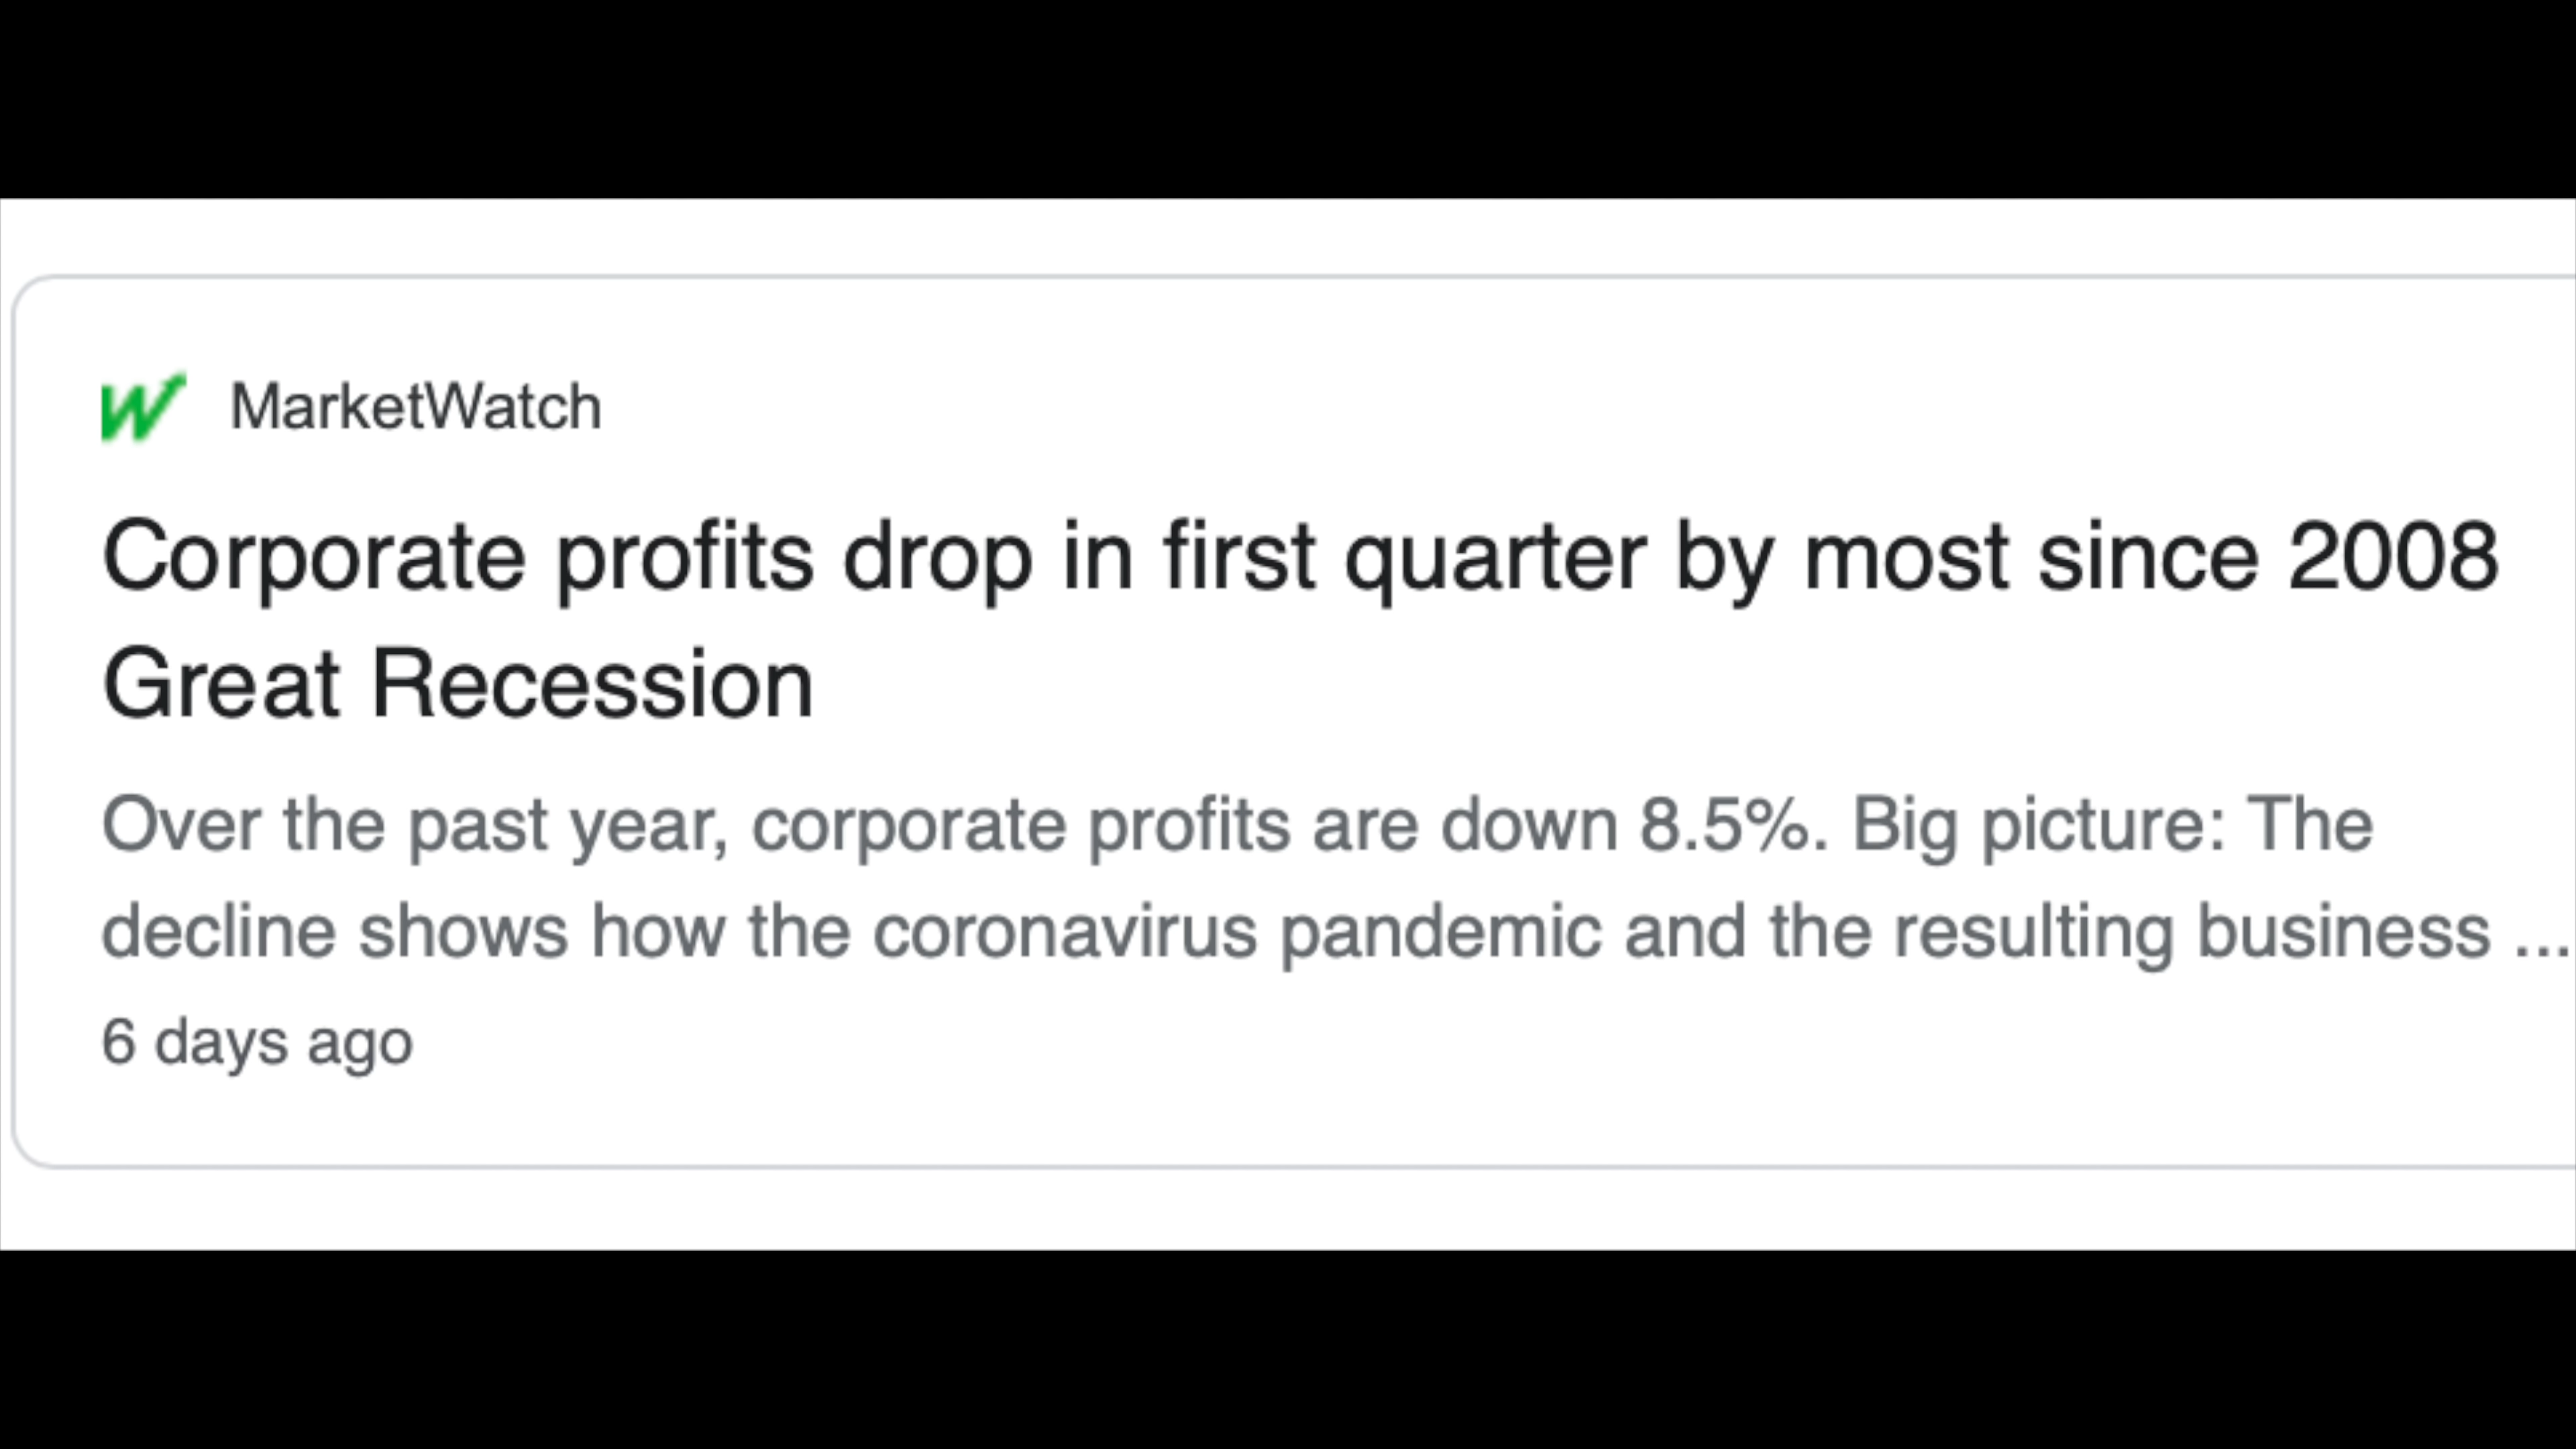 MarketWatch
Corporate profits drop in first quarter by most since 2008
Great Recession
Over the past year, corporate profits are down 8.5%. Big picture: The
decline shows how the coronavirus pandemic and the resulting business ...
6 days ago